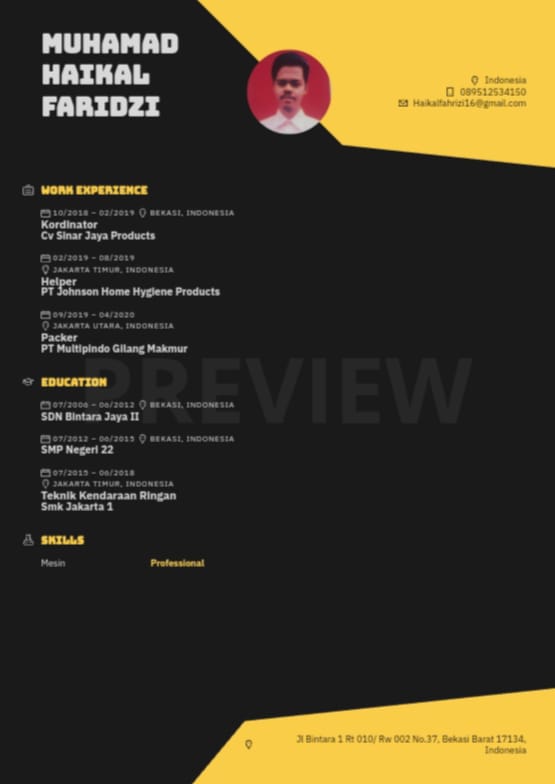 MUHAMAD
HAIKAL
FARIDZI
Indonesia
089512534150
Haikalfahrizi16@gmail.com
WORK EXPERIENCE
10/2018 – 02/2019 BEKASI, INDONESIA
Kordinator
Cv Sinar Jaya Products
02/2019 – 08/2019
JAKARTA TIMUR, INDONESIA
Helper
PT Johnson Home Hygiene Products
09/2019 – 04/2020
JAKARTA UTARA, INDONESIA
Packer
PT Multipindo Gilang Makmur
PREVIEW
EDUCATION
07/2006 – 06/2012 BEKASI, INDONESIA
SDN Bintara Jaya II
07/2012 – 06/2015 BEKASI, INDONESIA
SMP Negeri 22
07/2015 – 06/2018
JAKARTA TIMUR, INDONESIA
Teknik Kendaraan Ringan
Smk Jakarta 1
SKILLS
Mesin Professional
Jl Bintara 1 Rt 010/ Rw 002 No.37, Bekasi Barat 17134,
Indonesia